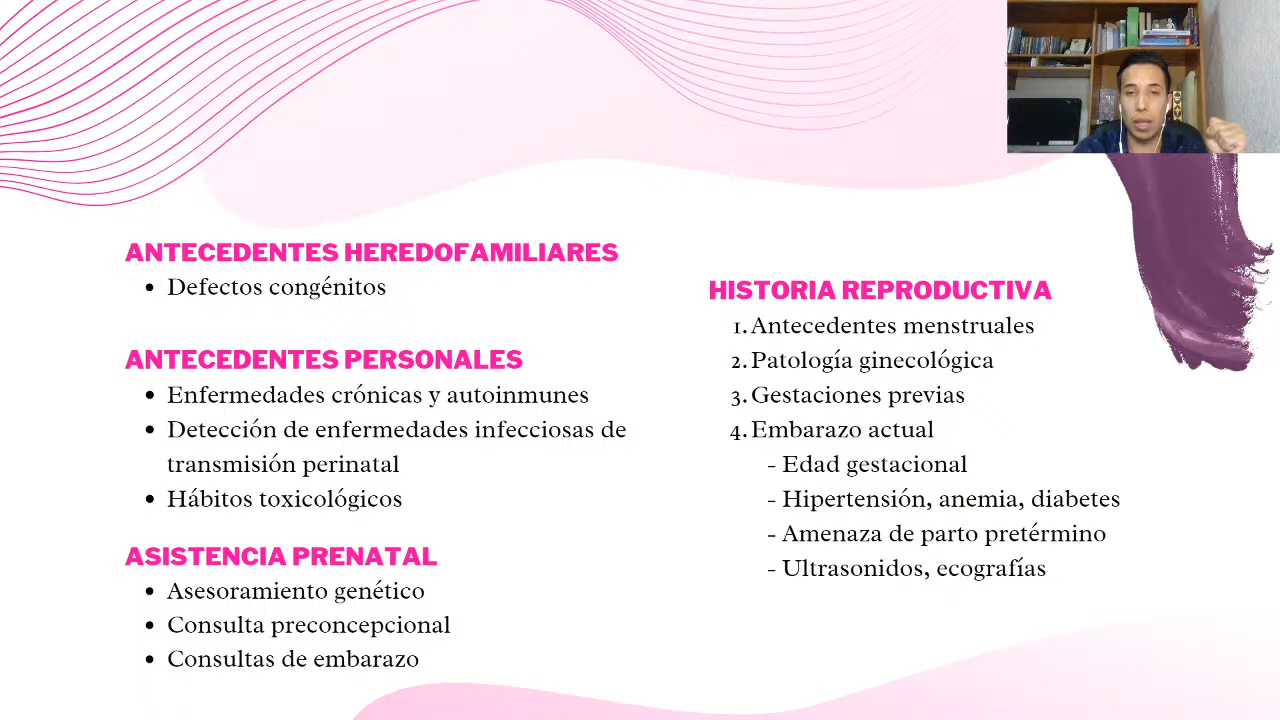 ANTECEDENTES HEREDOFAMILIARES
• Defectos congénitos
ANTECEDENTES PERSONALES
• Enfermedades crónicas y autoinmunes
• Detección de enfermedades infecciosas de
transmisión perinatal
• Hábitos toxicológicos
ASISTENCIA PRENATAL
• Asesoramiento genético
• Consulta preconcepcional
• Consultas de embarazo
HISTORIA REPRODUCTIVA
1. Antecedentes menstruales
2. Patología ginecológica
3. Gestaciones previas
4. Embarazo actual
- Edad gestacional
- Hipertensión, anemia, diabetes
- Amenaza de parto pretérmino
- Ultrasonidos, ecografías